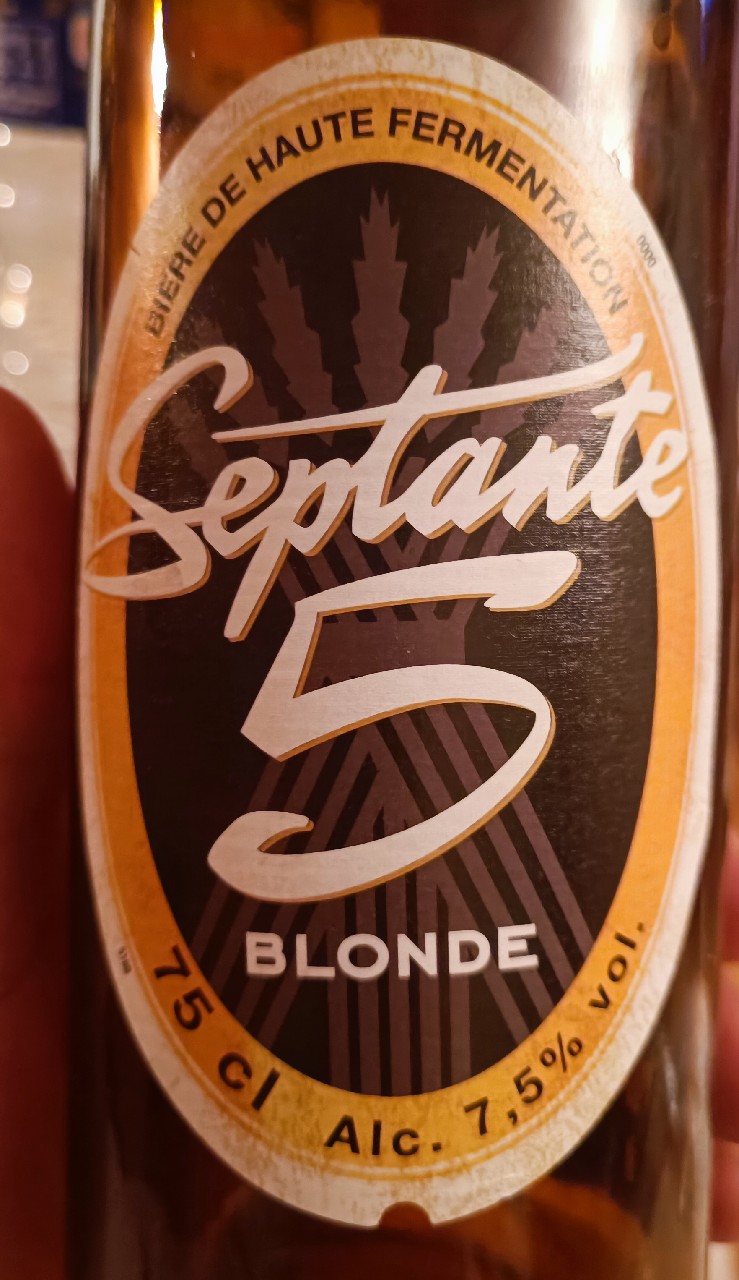 BIÈRE DE HAUTE FERMENTATION
Septante
5
BLONDE
75 cl Alc. 7,5% vol.